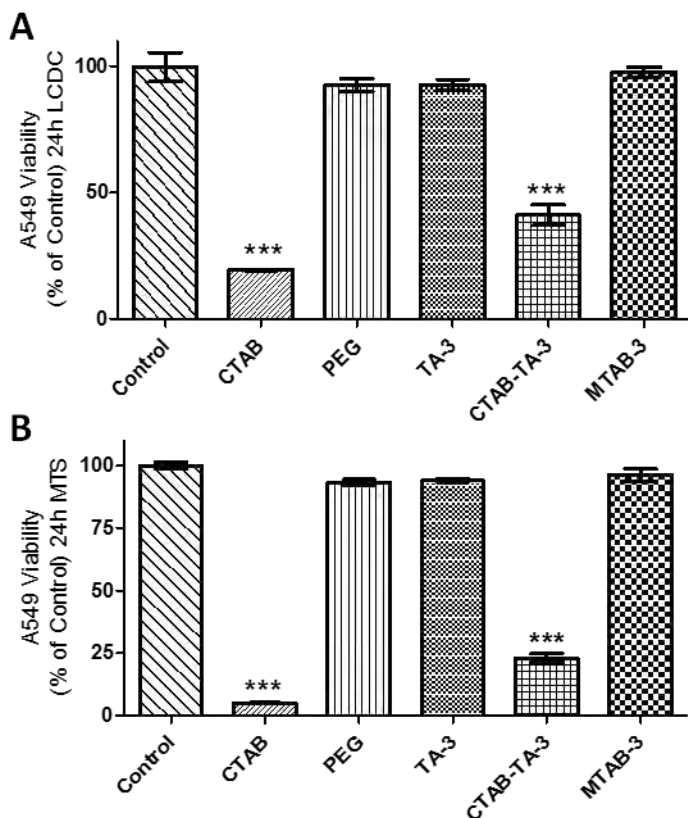 A
A549 Viability
(% of Control) 24h LCDC
100
50
0
***
***
Control
CTAB
PEG
TA-3
CTAB-TA-3
MTAB-3
B
A549 Viability
(% of Control) 24h MTS
100
75
50
25
0
***
***
Control
CTAB
PEG
TA-3
CTAB-TA-3
MTAB-3